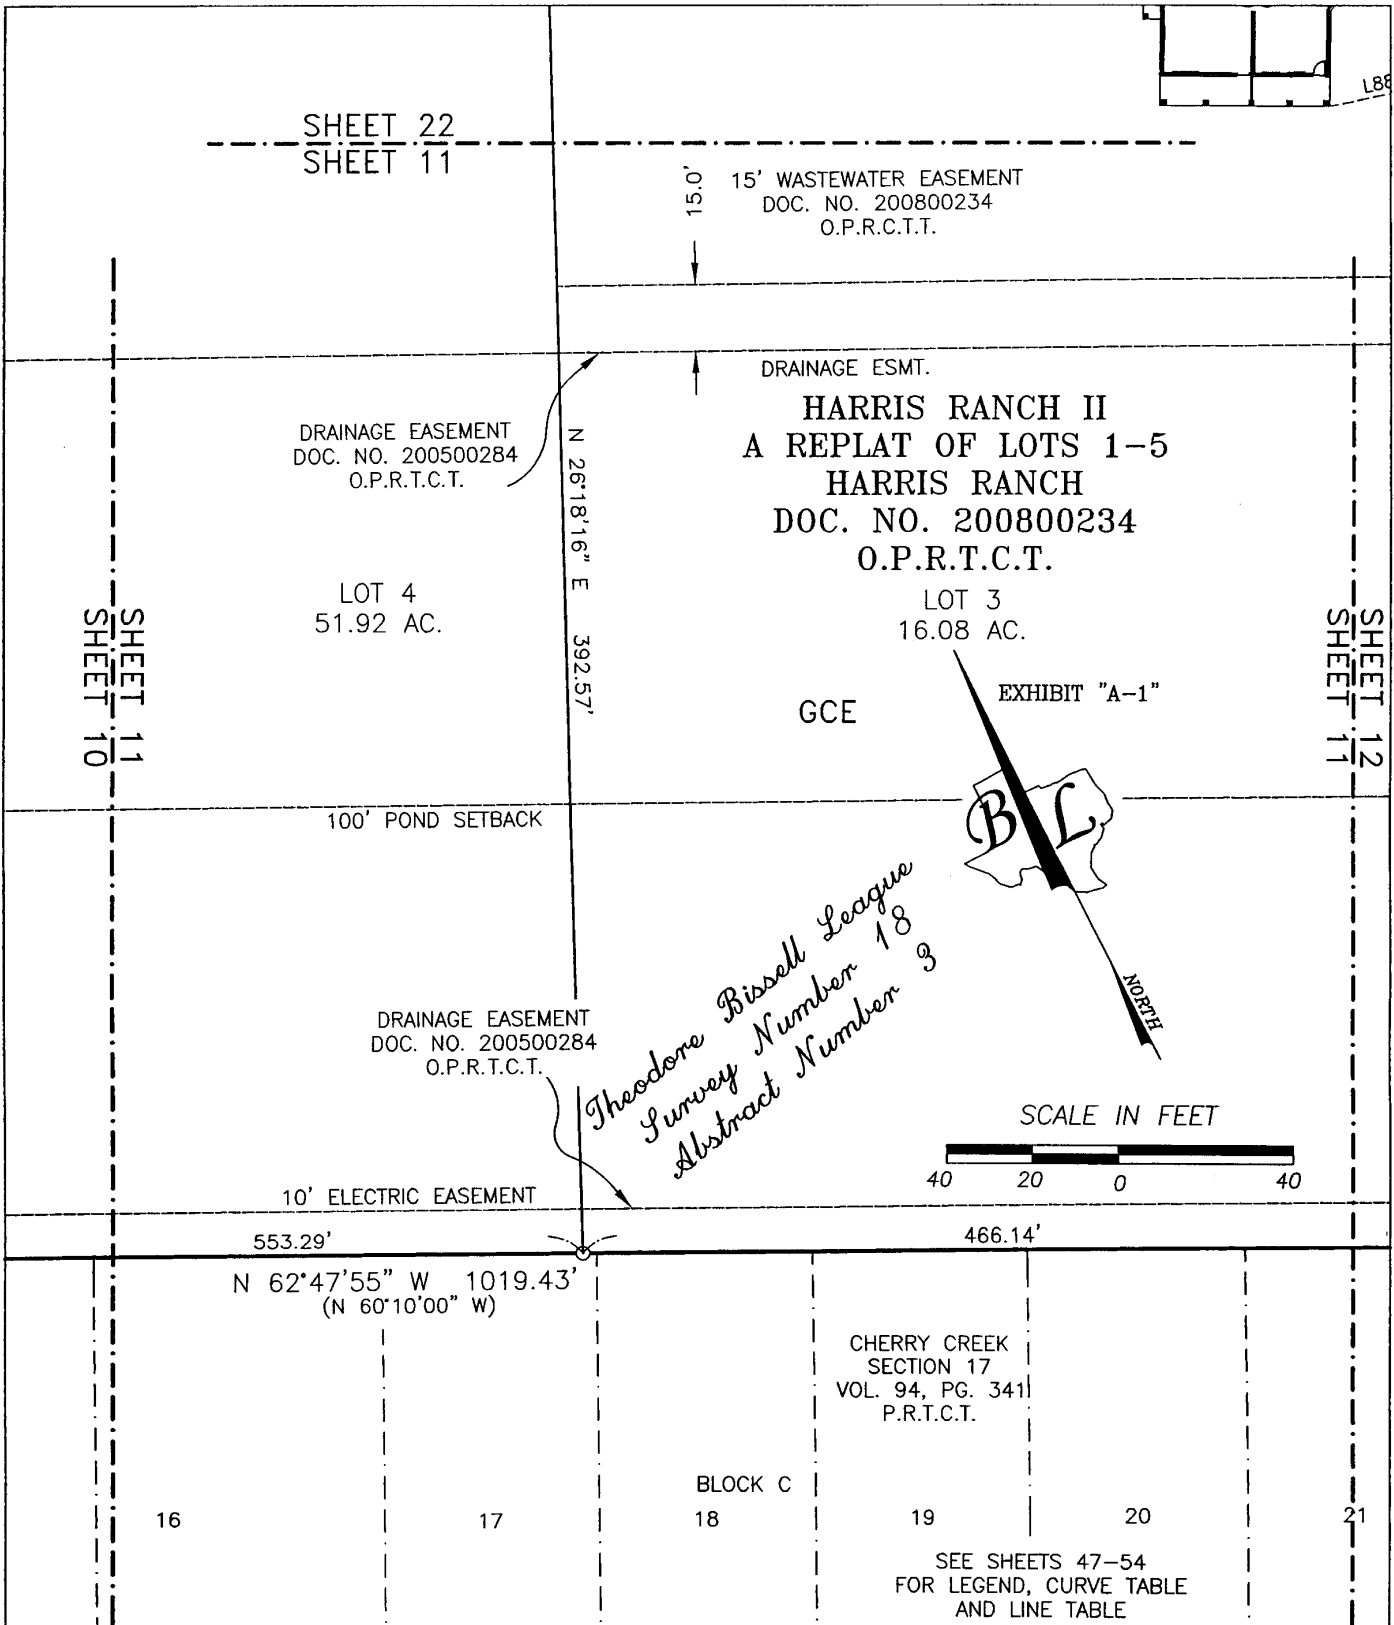 L88
SHEET 22
SHEET 11
15.0'
15' WASTEWATER EASEMENT
DOC. NO. 200800234
O.P.R.C.T.T.
DRAINAGE ESMT.
HARRIS RANCH II
A REPLAT OF LOTS 1-5
HARRIS RANCH
DOC. NO. 200800234
O.P.R.T.C.T.
DRAINAGE EASEMENT
DOC. NO. 200500284
O.P.R.T.C.T.
N 26°18'16" E 392.57'
LOT 4
51.92 AC.
LOT 3
16.08 AC.
SHEET 11
SHEET 10
SHEET 12
SHEET 11
EXHIBIT "A-1"
GCE
100' POND SETBACK
B L
NORTH
Theodore Bissell League
Survey Number 18
Abstract Number 3
DRAINAGE EASEMENT
DOC. NO. 200500284
O.P.R.T.C.T.
SCALE IN FEET
40 20 0 40
10' ELECTRIC EASEMENT
553.29'
466.14'
N 62°47'55" W 1019.43'
(N 60°10'00" W)
CHERRY CREEK
SECTION 17
VOL. 94, PG. 341
P.R.T.C.T.
BLOCK C
16 17 18 19 20 21
SEE SHEETS 47-54
FOR LEGEND, CURVE TABLE
AND LINE TABLE